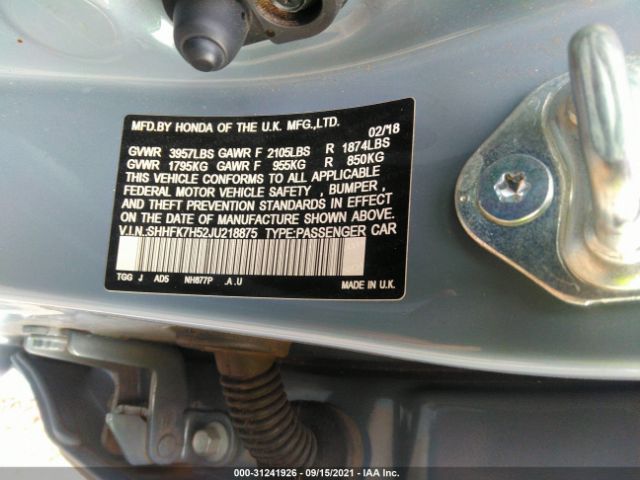 MFD.BY HONDA OF THE U.K. MFG.,LTD.
02/18
GVWR 3957LBS GAWR F 2105LBS R 1874LBS
GVWR 1795KG GAWR F 955KG R 850KG
THIS VEHICLE CONFORMS TO ALL APPLICABLE
FEDERAL MOTOR VEHICLE SAFETY , BUMPER ,
AND THEFT PREVENTION STANDARDS IN EFFECT
ON THE DATE OF MANUFACTURE SHOWN ABOVE.
V.I.N.:SHHFK7H52JU218875 TYPE:PASSENGER CAR
TGG J AD5 NH877P .A.U
MADE IN U.K.
000-31241926 - 09/15/2021 - IAA Inc.